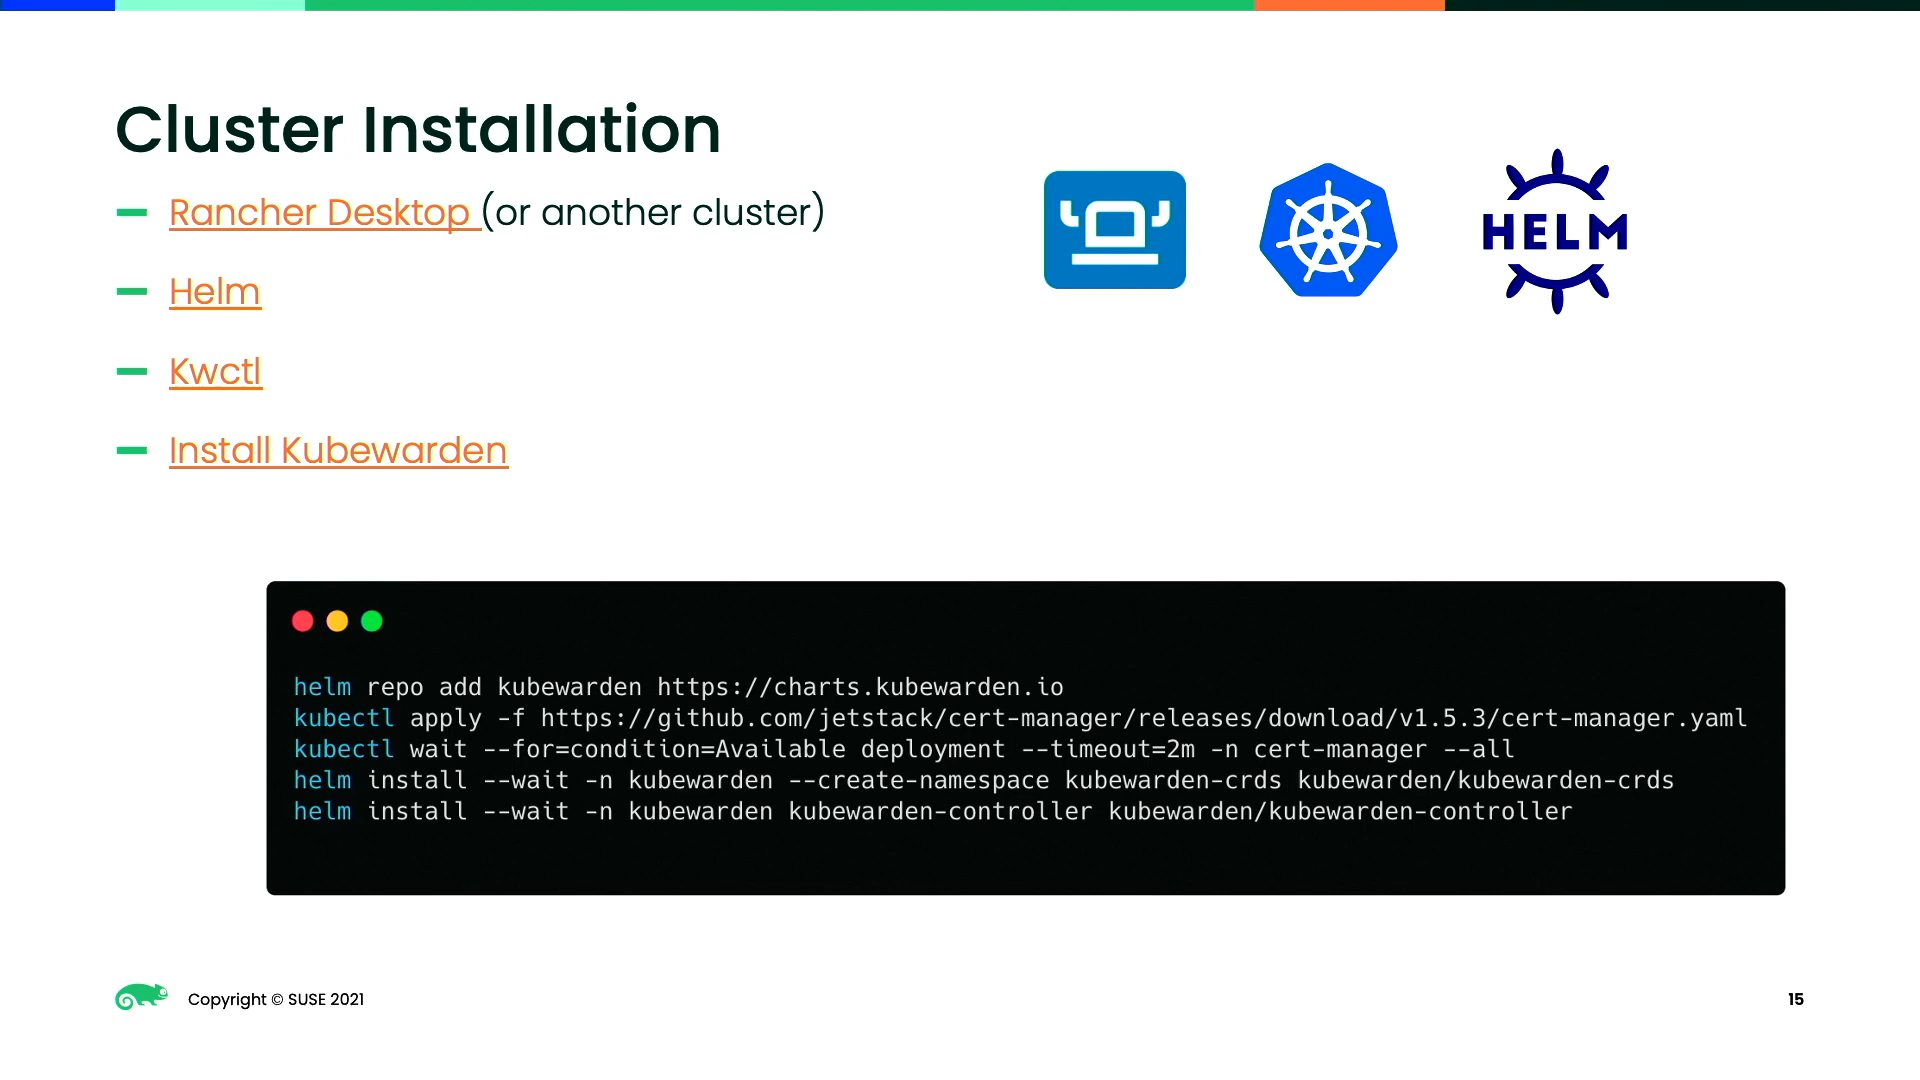 Cluster Installation
Rancher Desktop (or another cluster)
Helm
Kwctl
Install Kubewarden
HELM
helm repo add kubewarden https://charts.kubewarden.io
kubectl apply -f https://github.com/jetstack/cert-manager/releases/download/v1.5.3/cert-manager.yaml
kubectl wait --for=condition=Available deployment --timeout=2m -n cert-manager --all
helm install --wait -n kubewarden --create-namespace kubewarden-crds kubewarden/kubewarden-crds
helm install --wait -n kubewarden kubewarden-controller kubewarden/kubewarden-controller
Copyright © SUSE 2021
15